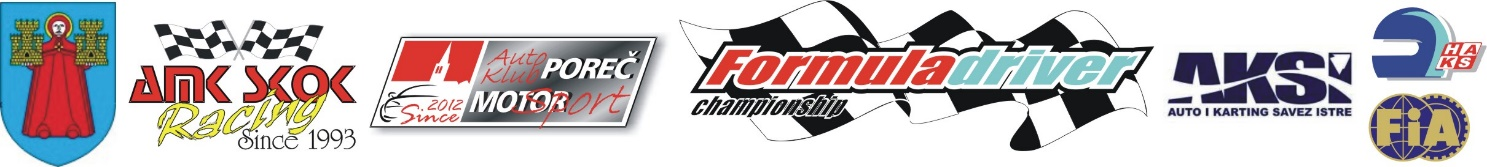 AMK SKOK
Racing
Since 1993
Auto Klub POREČ
MOTOR Sport
Since 2012
Formuladriver
championship
AKSi
AUTO I KARTING SAVEZ ISTRE
HAKS
FiA